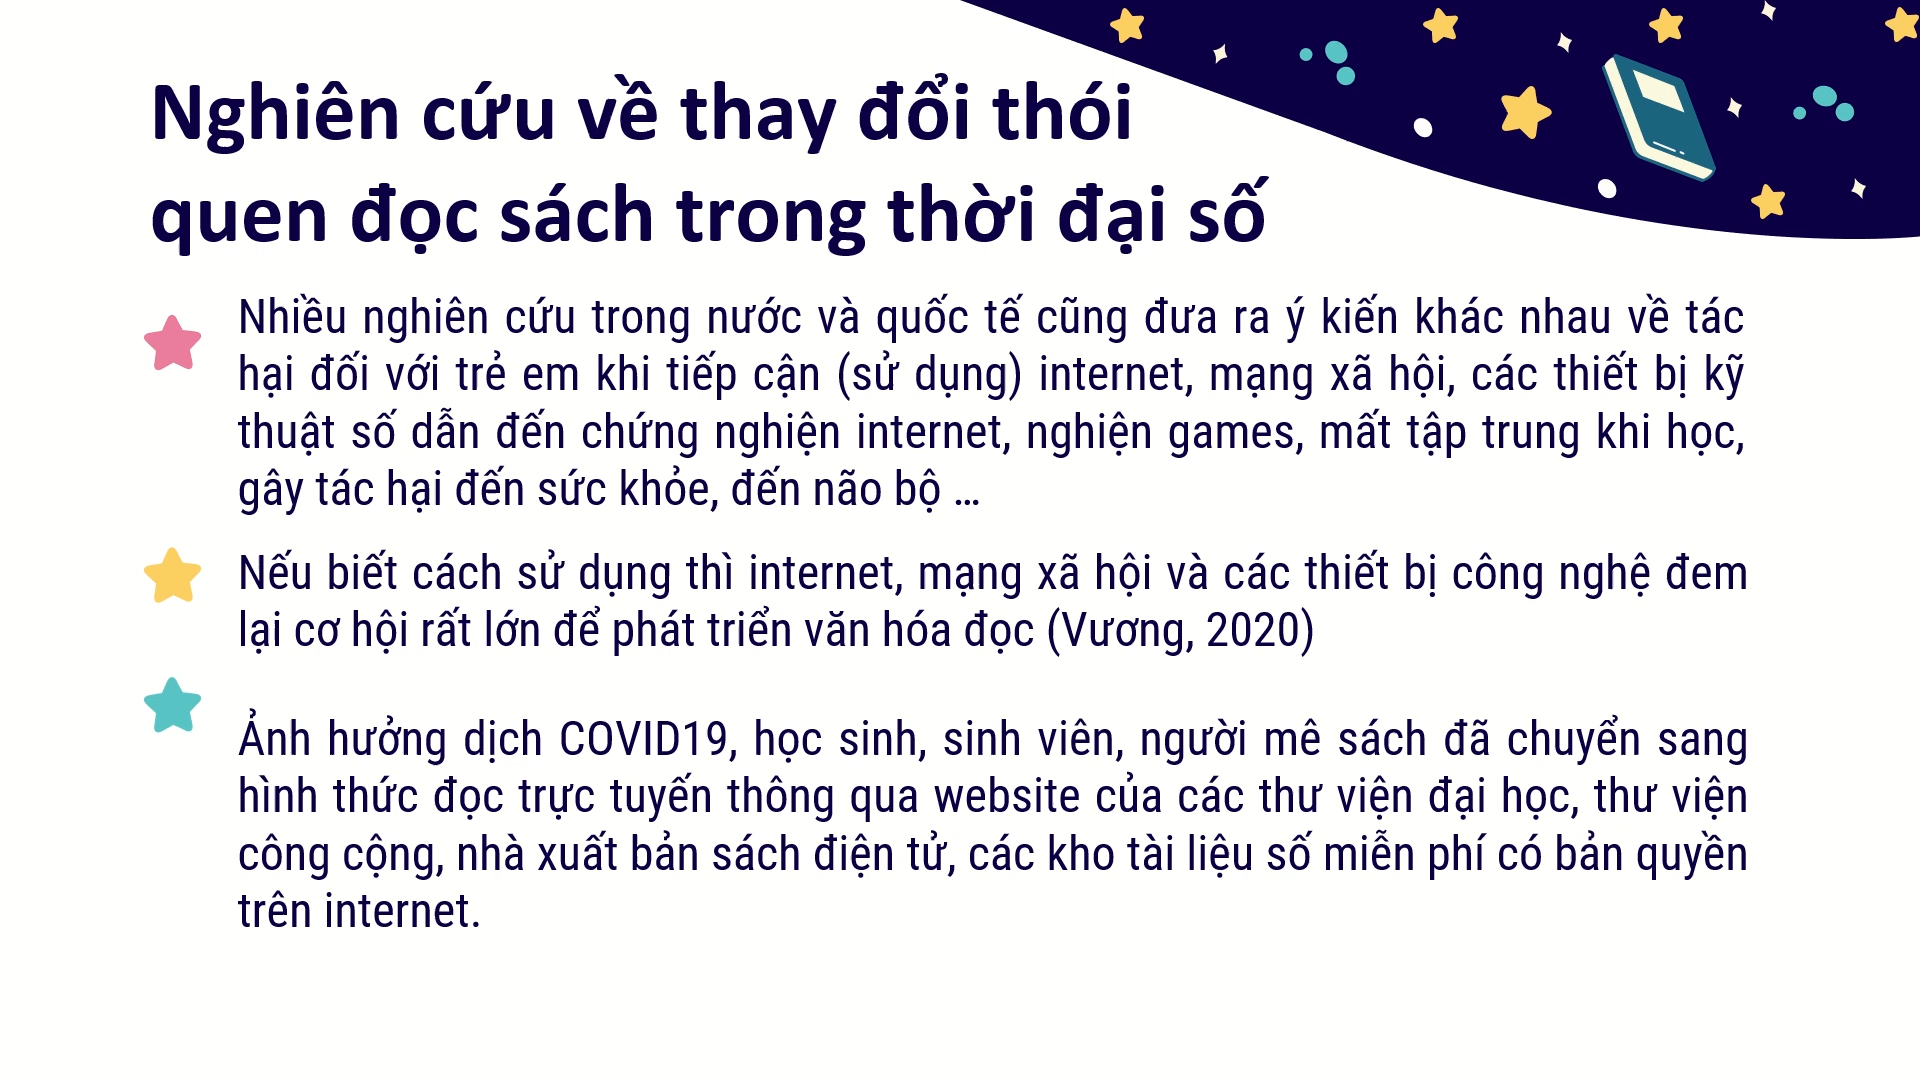 Nghiên cứu về thay đổi thói
quen đọc sách trong thời đại số
Nhiều nghiên cứu trong nước và quốc tế cũng đưa ra ý kiến khác nhau về tác
hại đối với trẻ em khi tiếp cận (sử dụng) internet, mạng xã hội, các thiết bị kỹ
thuật số dẫn đến chứng nghiện internet, nghiện games, mất tập trung khi học,
gây tác hại đến sức khỏe, đến não bộ …
Nếu biết cách sử dụng thì internet, mạng xã hội và các thiết bị công nghệ đem
lại cơ hội rất lớn để phát triển văn hóa đọc (Vương, 2020)
Ảnh hưởng dịch COVID19, học sinh, sinh viên, người mê sách đã chuyển sang
hình thức đọc trực tuyến thông qua website của các thư viện đại học, thư viện
công cộng, nhà xuất bản sách điện tử, các kho tài liệu số miễn phí có bản quyền
trên internet.